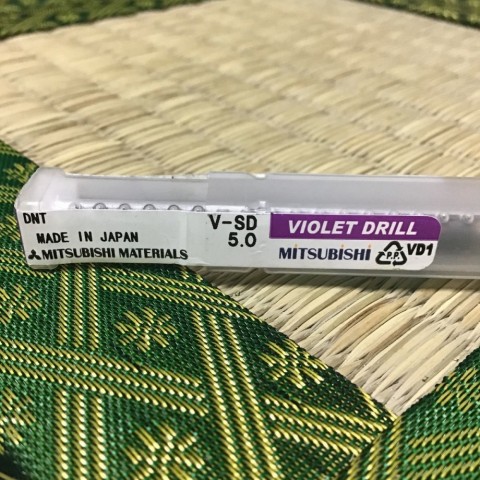 DNT
MADE IN JAPAN
MITSUBISHI MATERIALS
V-SD
5.0
VIOLET DRILL
MITSUBISHI
P.P.
VD1